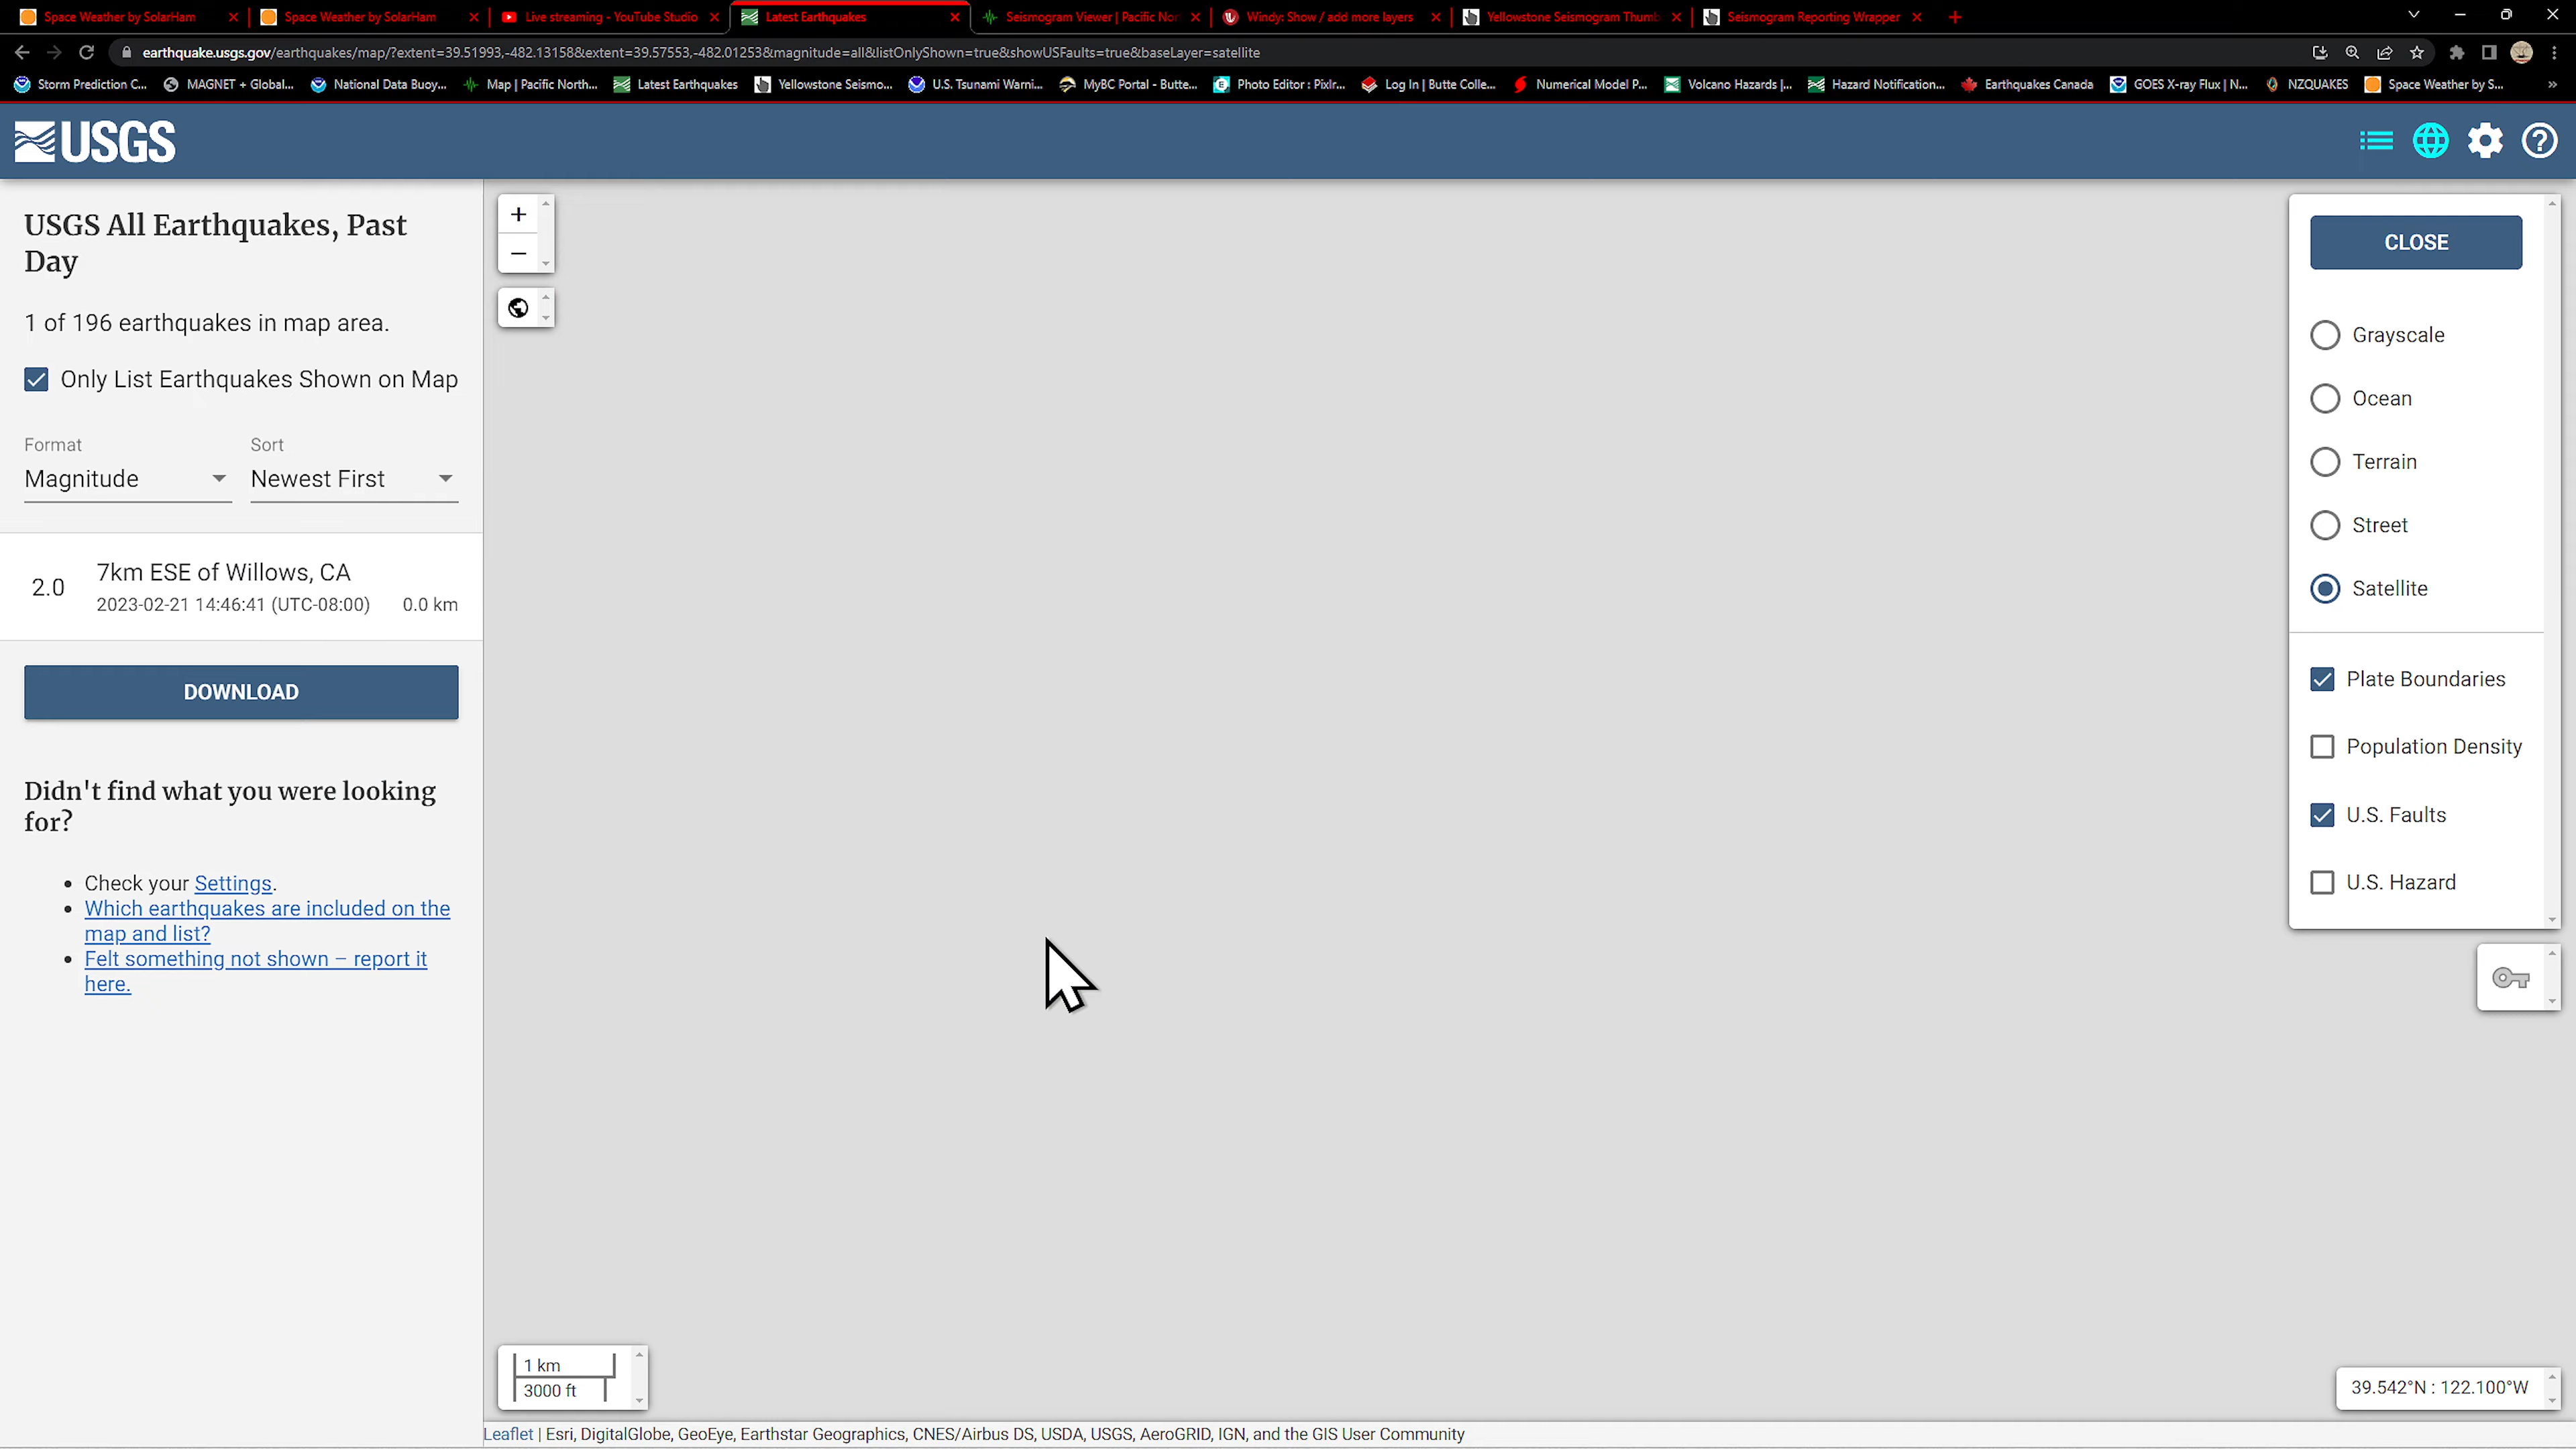 Space Weather by SolarHam
Space Weather by SolarHam
Live streaming - YouTube Studio
Latest Earthquakes
Seismogram Viewer | Pacific Nor
Windy: Show / add more layers
Yellowstone Seismogram Thumb
Seismogram Reporting Wrapper
earthquake.usgs.gov/earthquakes/map/?extent=39.51993,-482.13158&extent=39.57553,-482.01253&magnitude=all&listOnlyShown=true&showUSFaults=true&baseLayer=satellite
Storm Prediction C...
MAGNET + Global...
National Data Buoy...
Map | Pacific North...
Latest Earthquakes
Yellowstone Seismo...
U.S. Tsunami Warni...
MyBC Portal - Butte...
Photo Editor : Pixlr...
Log In | Butte Colle...
Numerical Model P...
Volcano Hazards |...
Hazard Notification...
Earthquakes Canada
GOES X-ray Flux | N...
NZQUAKES
Space Weather by S...
USGS
USGS All Earthquakes, Past
Day
1 of 196 earthquakes in map area.
Only List Earthquakes Shown on Map
Format
Sort
Magnitude
Newest First
2.0
7km ESE of Willows, CA
2023-02-21 14:46:41 (UTC-08:00)
0.0 km
DOWNLOAD
Didn't find what you were looking
for?
Check your Settings.
Which earthquakes are included on the
map and list?
Felt something not shown – report it
here.
+
−
CLOSE
Grayscale
Ocean
Terrain
Street
Satellite
Plate Boundaries
Population Density
U.S. Faults
U.S. Hazard
1 km
3000 ft
39.542°N : 122.100°W
Leaflet | Esri, DigitalGlobe, GeoEye, Earthstar Geographics, CNES/Airbus DS, USDA, USGS, AeroGRID, IGN, and the GIS User Community